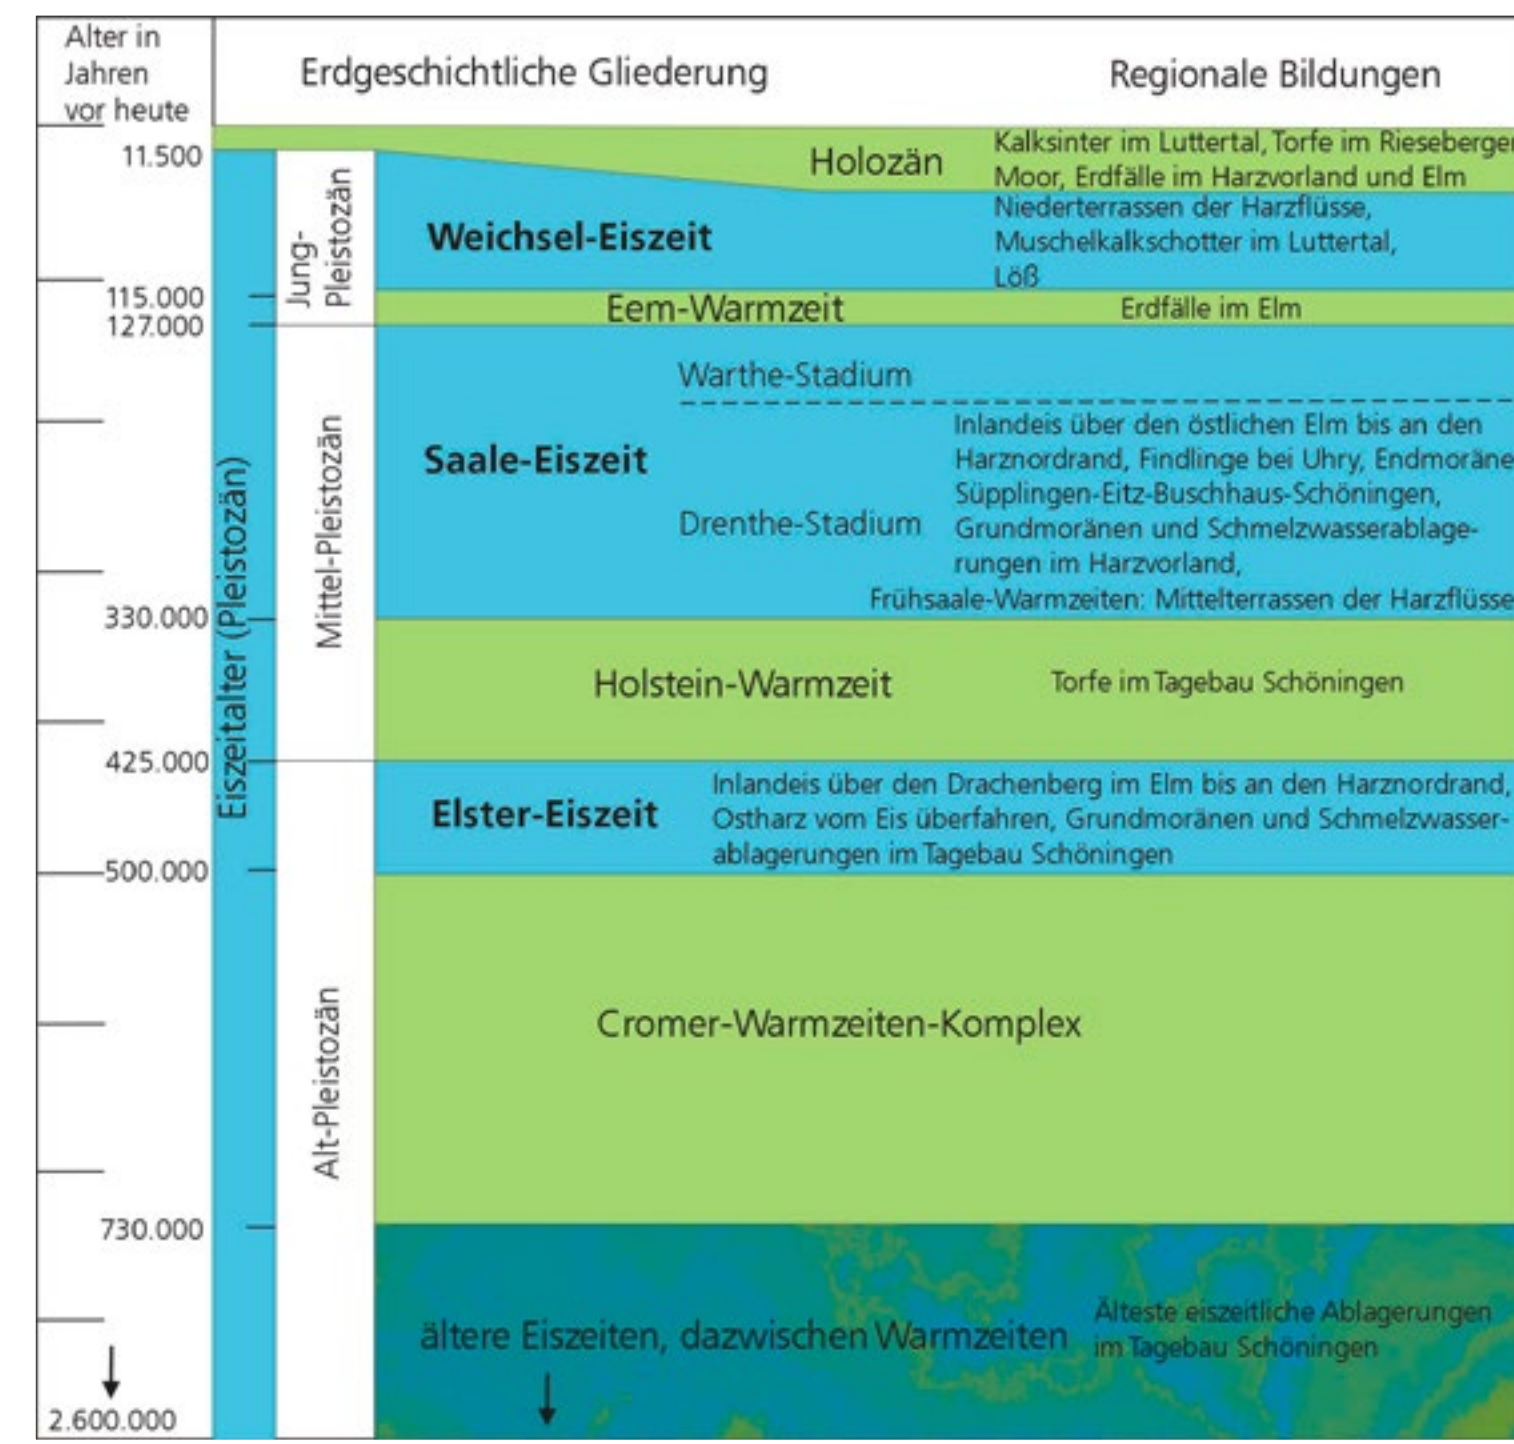 Alter in
Jahren
vor heute
Erdgeschichtliche Gliederung
Regionale Bildungen
11.500
Holozän
Kalksinter im Luttertal, Torfe im Rieseberger
Moor, Erdfälle im Harzvorland und Elm
Jung-
Pleistozän
Weichsel-Eiszeit
Niederterrassen der Harzflüsse,
Muschelkalkschotter im Luttertal,
Löß
115.000
Eem-Warmzeit
Erdfälle im Elm
127.000
Eiszeitalter (Pleistozän)
Mittel-Pleistozän
Warthe-Stadium
Saale-Eiszeit
Drenthe-Stadium
Inlandeis über den östlichen Elm bis an den
Harznordrand, Findlinge bei Uhry, Endmoräne
Süpplingen-Eitz-Buschhaus-Schöningen,
Grundmoränen und Schmelzwasserablage-
rungen im Harzvorland,
Frühsaale-Warmzeiten: Mittelterrassen der Harzflüsse
330.000
Holstein-Warmzeit
Torfe im Tagebau Schöningen
425.000
Elster-Eiszeit
Inlandeis über den Drachenberg im Elm bis an den Harznordrand,
Ostharz vom Eis überfahren, Grundmoränen und Schmelzwasser-
ablagerungen im Tagebau Schöningen
500.000
Alt-Pleistozän
Cromer-Warmzeiten-Komplex
730.000
ältere Eiszeiten, dazwischen Warmzeiten
Älteste eiszeitliche Ablagerungen
im Tagebau Schöningen
2.600.000